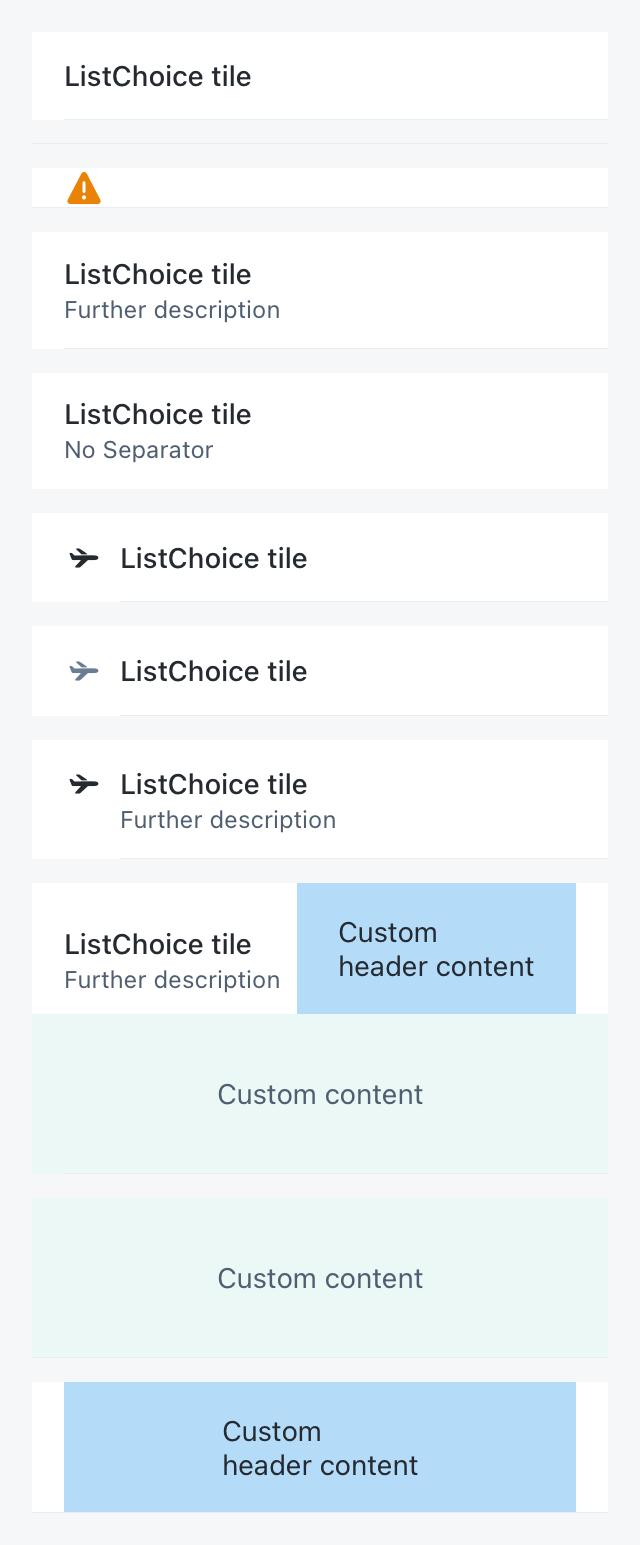 ListChoice tile
ListChoice tile
Further description
ListChoice tile
No Separator
ListChoice tile
ListChoice tile
ListChoice tile
Further description
ListChoice tile
Further description
Custom
header content
Custom content
Custom content
Custom
header content